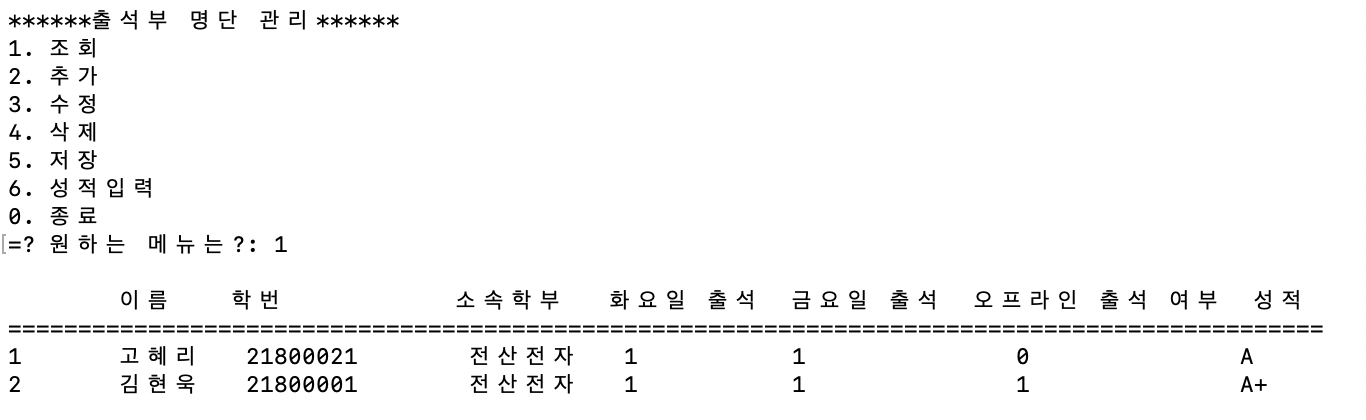 ******출석부 명단 관리******
1. 조회
2. 추가
3. 수정
4. 삭제
5. 저장
6. 성적입력
0. 종료
[=? 원하는 메뉴는?: 1
이름 학번 소속학부 화요일 출석 금요일 출석 오프라인 출석 여부 성적
==============================================================================================
1 고혜리 21800021 전산전자 1 1 0 A
2 김현욱 21800001 전산전자 1 1 1 A+